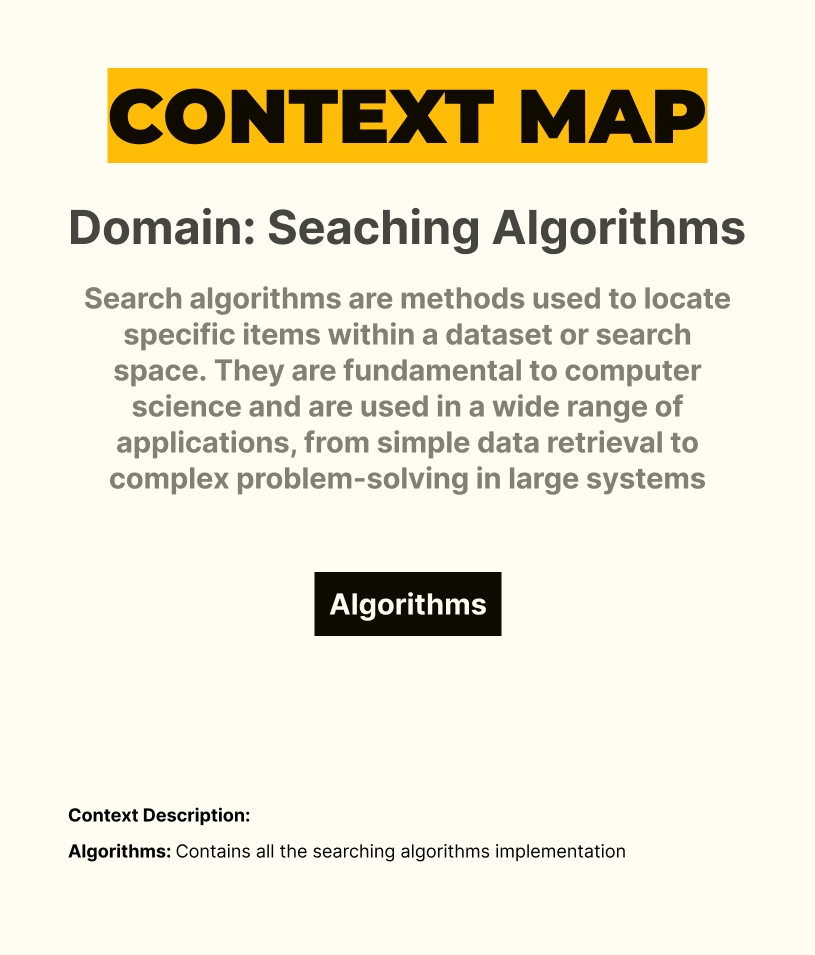 CONTEXT MAP
Domain: Seaching Algorithms
Search algorithms are methods used to locate
specific items within a dataset or search
space. They are fundamental to computer
science and are used in a wide range of
applications, from simple data retrieval to
complex problem-solving in large systems
Algorithms
Context Description:
Algorithms: Contains all the searching algorithms implementation